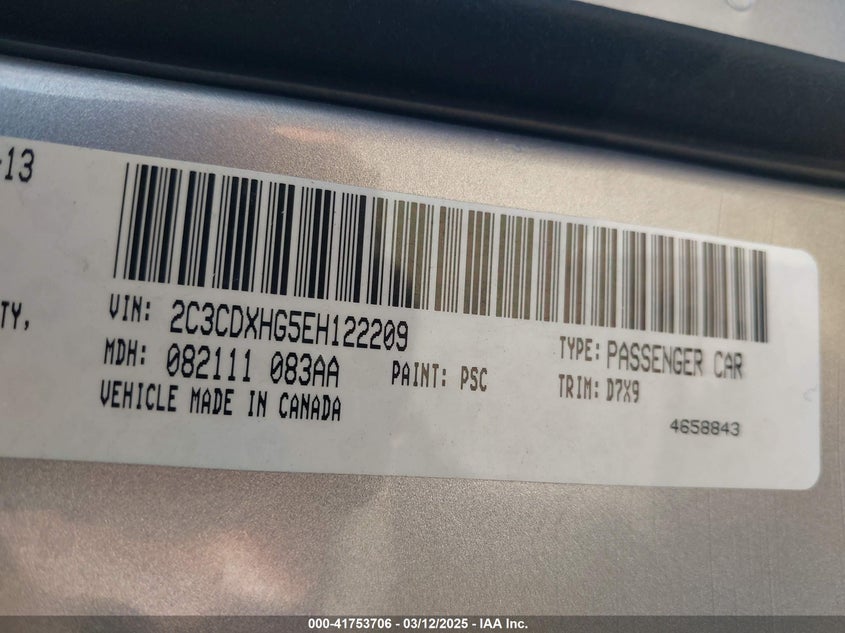 -13
TY,
VIN: 2C3CDXHG5EH122209
MDH: 082111 083AA
PAINT: PSC
VEHICLE MADE IN CANADA
TYPE: PASSENGER CAR
TRIM: D7X9
4658843
000-41753706 - 03/12/2025 - IAA Inc.